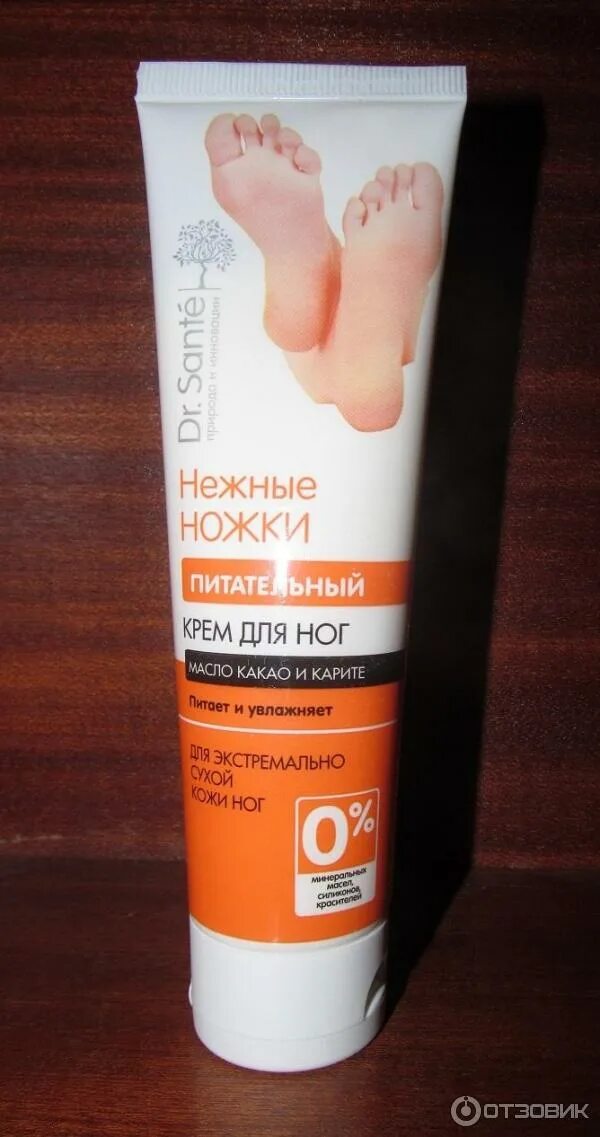 Dr. Santé
природа и инновации
Нежные
ножки
ПИТАТЕЛЬНЫЙ
КРЕМ ДЛЯ НОГ
МАСЛО КАКАО И КАРИТЕ
Питает и увлажняет
ДЛЯ ЭКСТРЕМАЛЬНО
СУХОЙ
КОЖИ НОГ
0%
минеральных
масел,
силиконов,
красителей
ОТЗОВИК